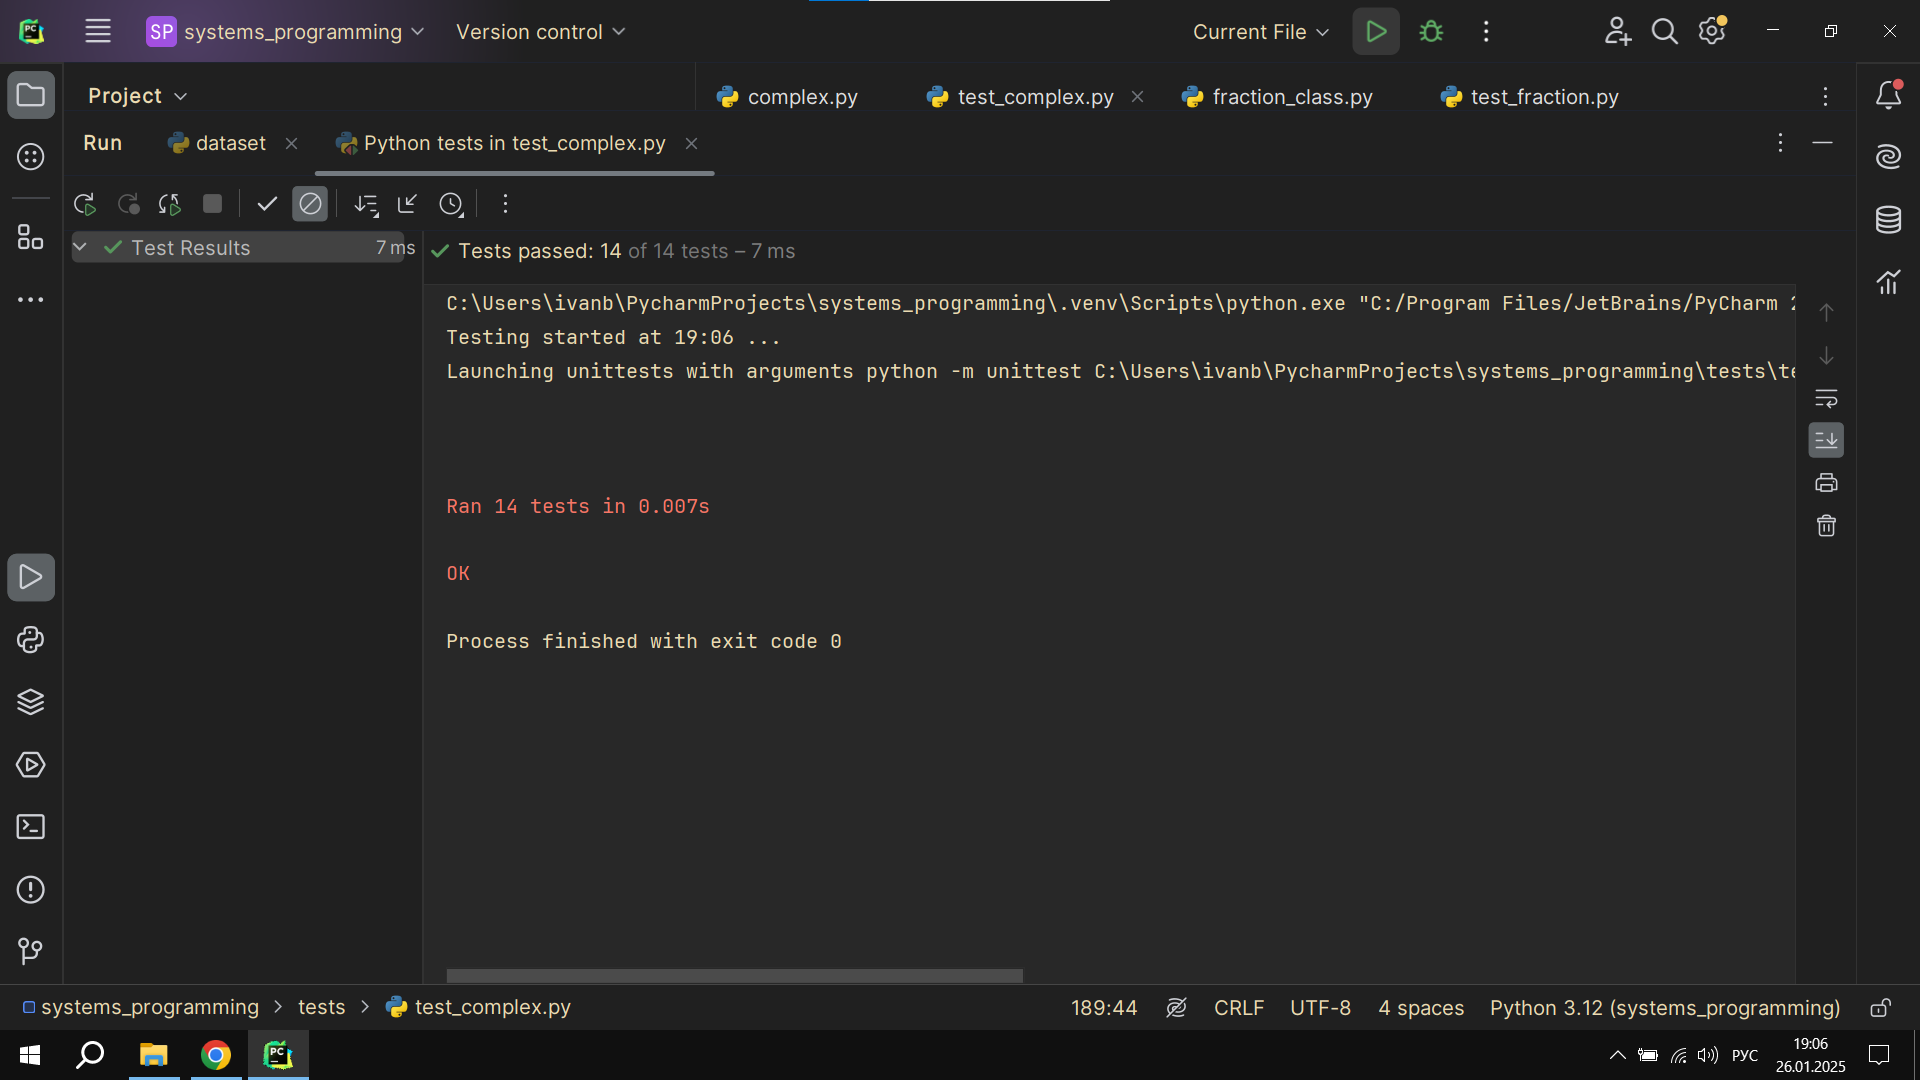 SP systems_programming Version control Current File
Project complex.py test_complex.py fraction_class.py test_fraction.py
Run dataset Python tests in test_complex.py
Test Results 7 ms Tests passed: 14 of 14 tests – 7 ms
C:\Users\ivanb\PycharmProjects\systems_programming\.venv\Scripts\python.exe "C:/Program Files/JetBrains/PyCharm 2
Testing started at 19:06 ...
Launching unittests with arguments python -m unittest C:\Users\ivanb\PycharmProjects\systems_programming\tests\te
Ran 14 tests in 0.007s
OK
Process finished with exit code 0
systems_programming > tests > test_complex.py 189:44 CRLF UTF-8 4 spaces Python 3.12 (systems_programming)
РУС 19:06
26.01.2025